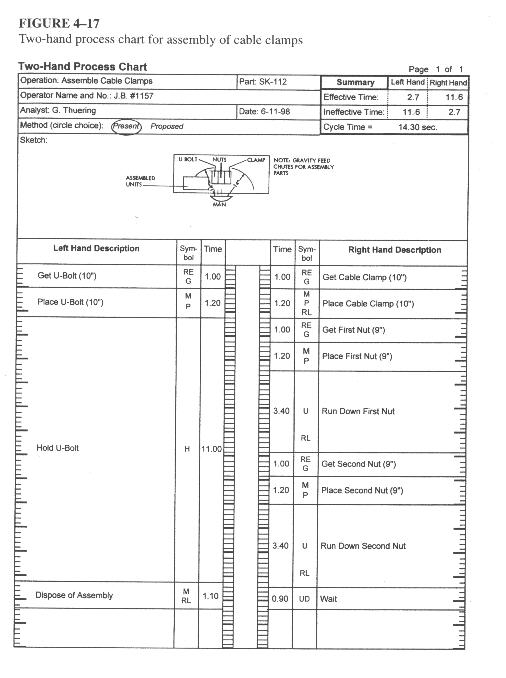 FIGURE 4–17
Two-hand process chart for assembly of cable clamps
Two-Hand Process Chart
Page 1 of 1
Operation: Assemble Cable Clamps
Part: SK-112
Summary
Left Hand
Right Hand
Operator Name and No.: J.B. #1157
Effective Time:
2.7
11.6
Analyst: G. Thuering
Date: 6-11-98
Ineffective Time:
11.6
2.7
Method (circle choice): Present Proposed
Cycle Time = 14.30 sec.
Sketch:
U BOLT
NUTS
CLAMP
NOTE: GRAVITY FEED
CHUTES FOR ASSEMBLY
PARTS
ASSEMBLED
UNITS
MAN
Left Hand Description
Sym-
bol
Time
Time
Sym-
bol
Right Hand Description
Get U-Bolt (10")
RE
G
1.00
1.00
RE
G
Get Cable Clamp (10")
Place U-Bolt (10")
M
P
1.20
1.20
M
P
RL
Place Cable Clamp (10")
1.00
RE
G
Get First Nut (9")
1.20
M
P
Place First Nut (9")
3.40
U
Run Down First Nut
RL
Hold U-Bolt
H
11.00
1.00
RE
G
Get Second Nut (9")
1.20
M
P
Place Second Nut (9")
3.40
U
Run Down Second Nut
RL
Dispose of Assembly
M
RL
1.10
0.90
UD
Wait